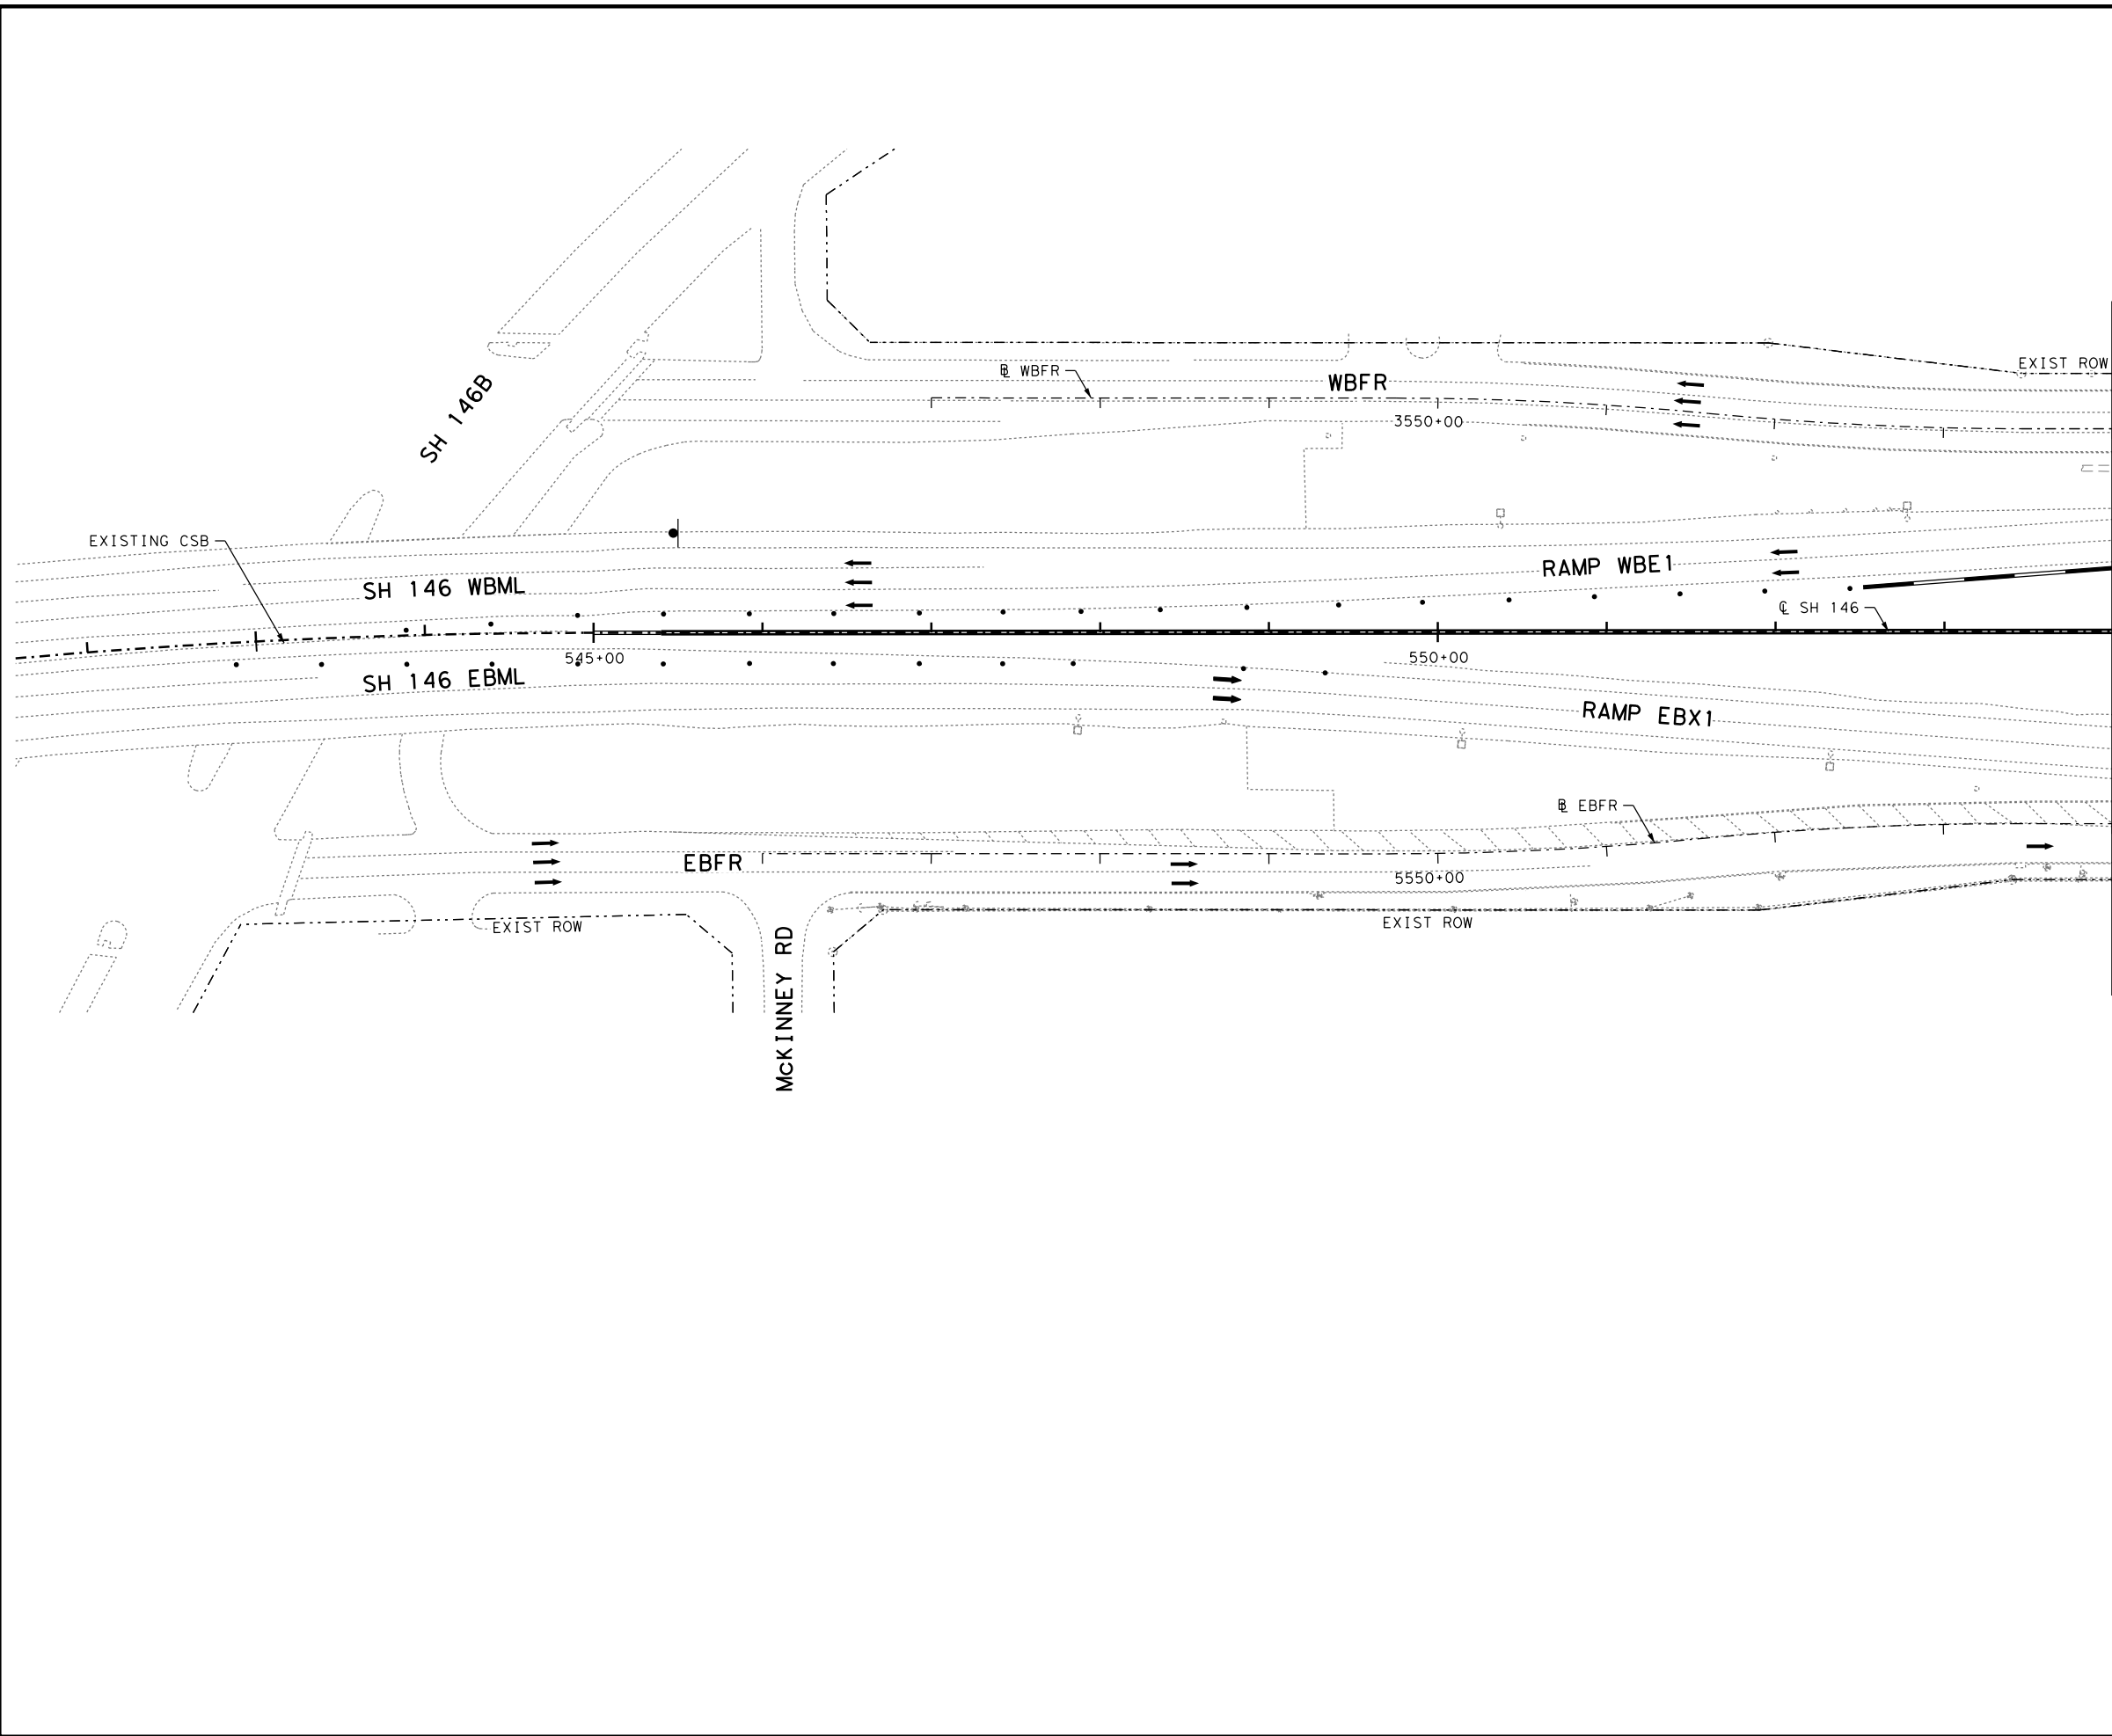 EXIST ROW
℄ WBFR
WBFR
SH 146B
3550+00
EXISTING CSB
RAMP WBE1
SH 146 WBML
℄ SH 146
545+00
550+00
SH 146 EBML
RAMP EBX1
℄ EBFR
EBFR
5550+00
EXIST ROW
EXIST ROW
McKINNEY RD